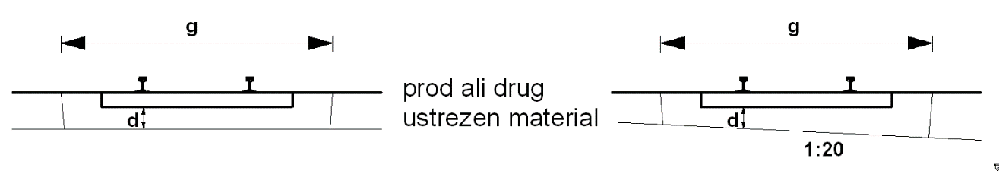 g
g
prod ali drug
ustrezen material
d
d
1:20